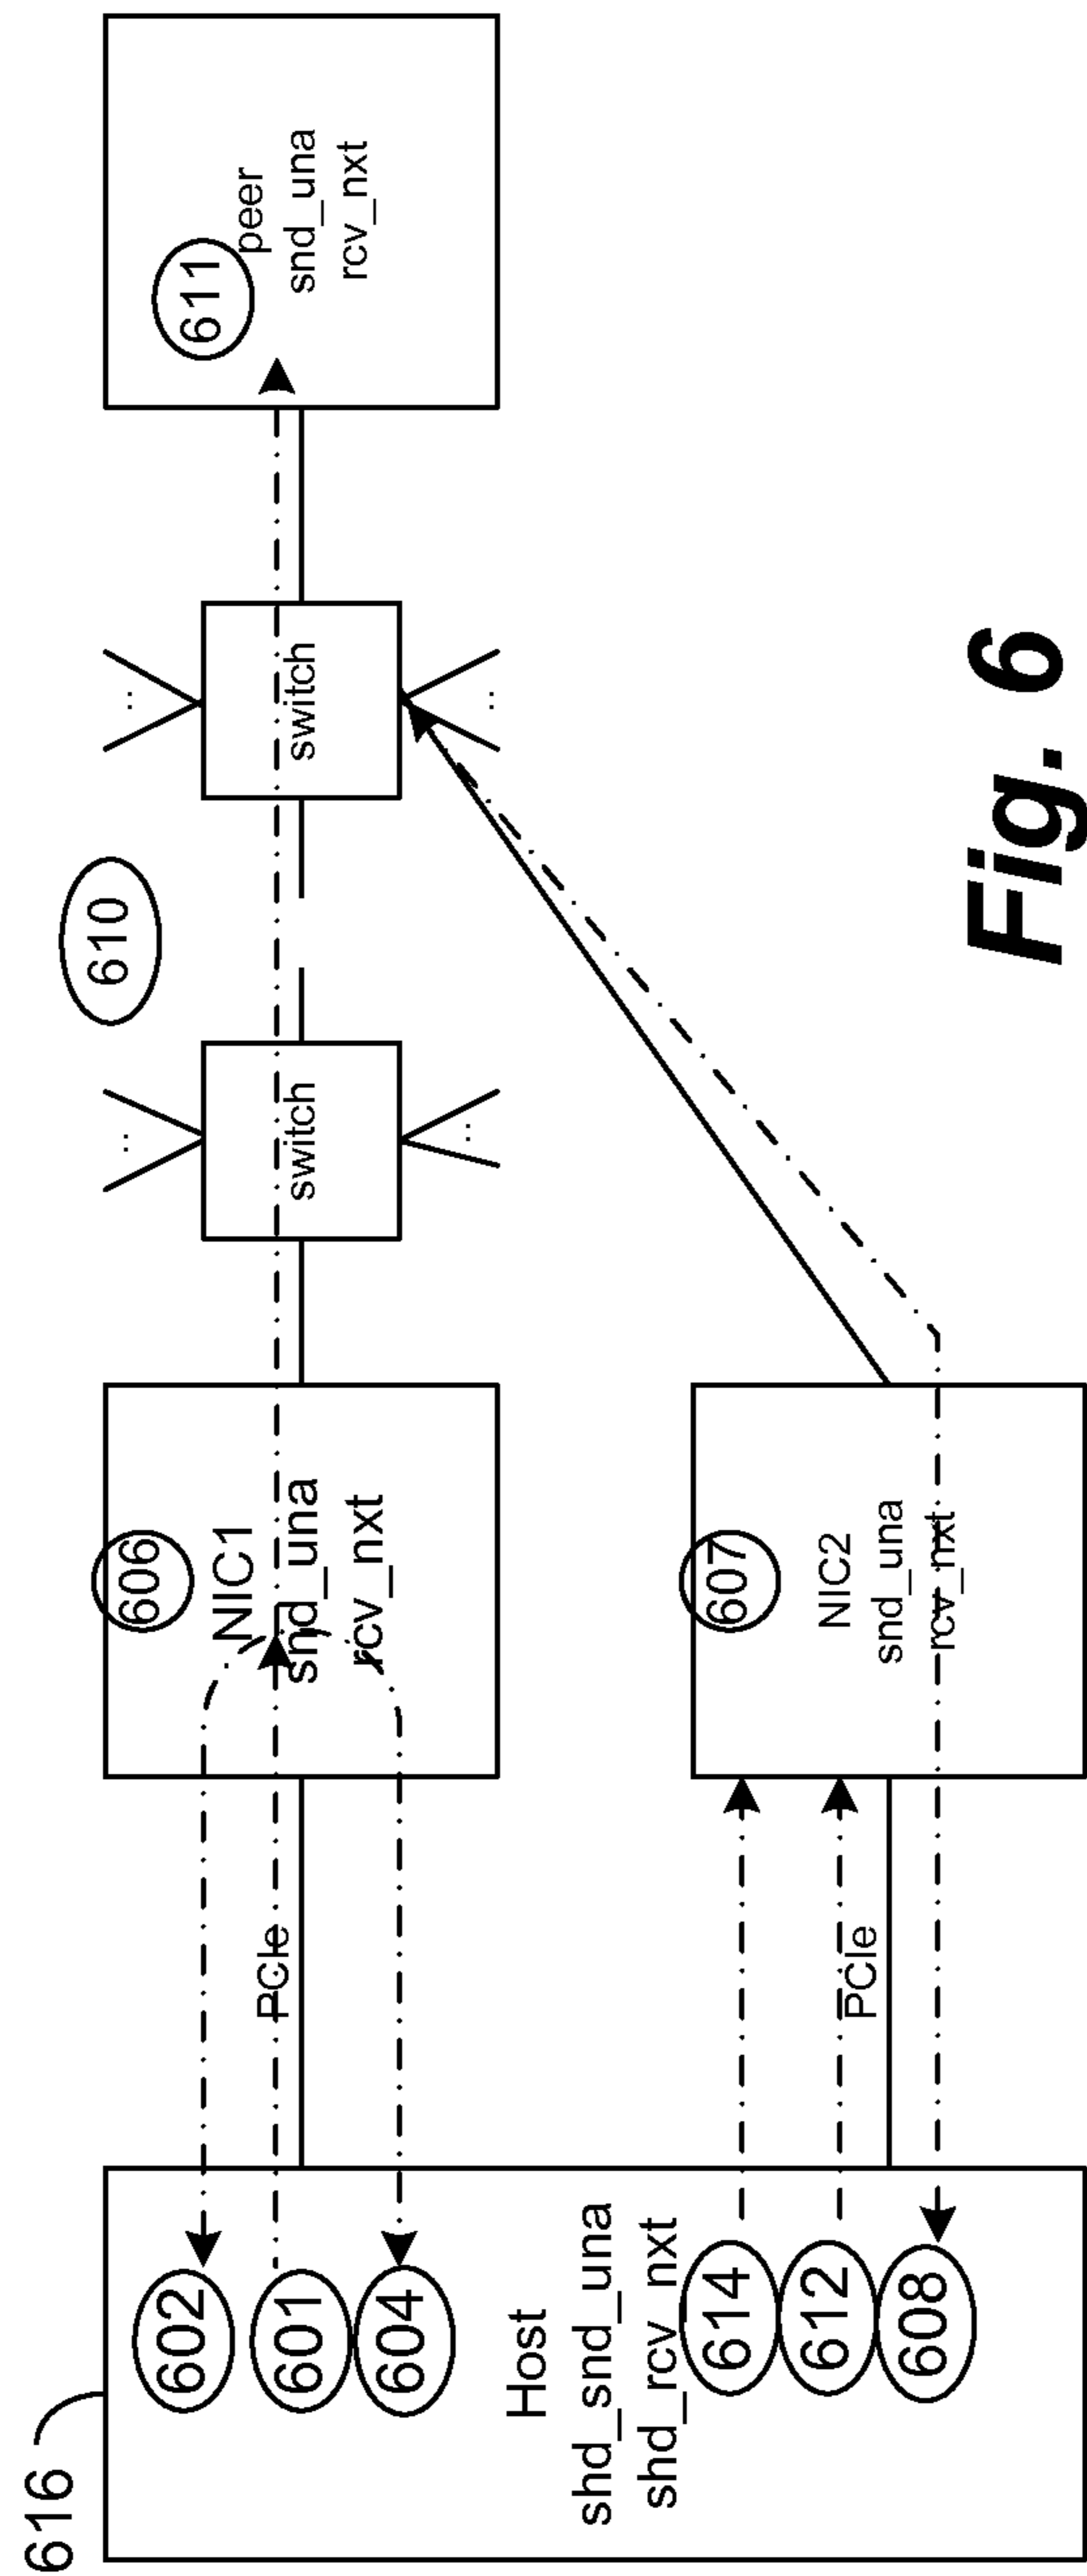 616
602
601
604
Host
shd_snd_una
shd_rcv_nxt
614
612
608
PCIe
PCIe
606
NIC1
snd_una
rcv_nxt
607
NIC2
snd_una
rcv_nxt
switch
..
..
610
switch
..
..
611
peer
snd_una
rcv_nxt
Fig. 6